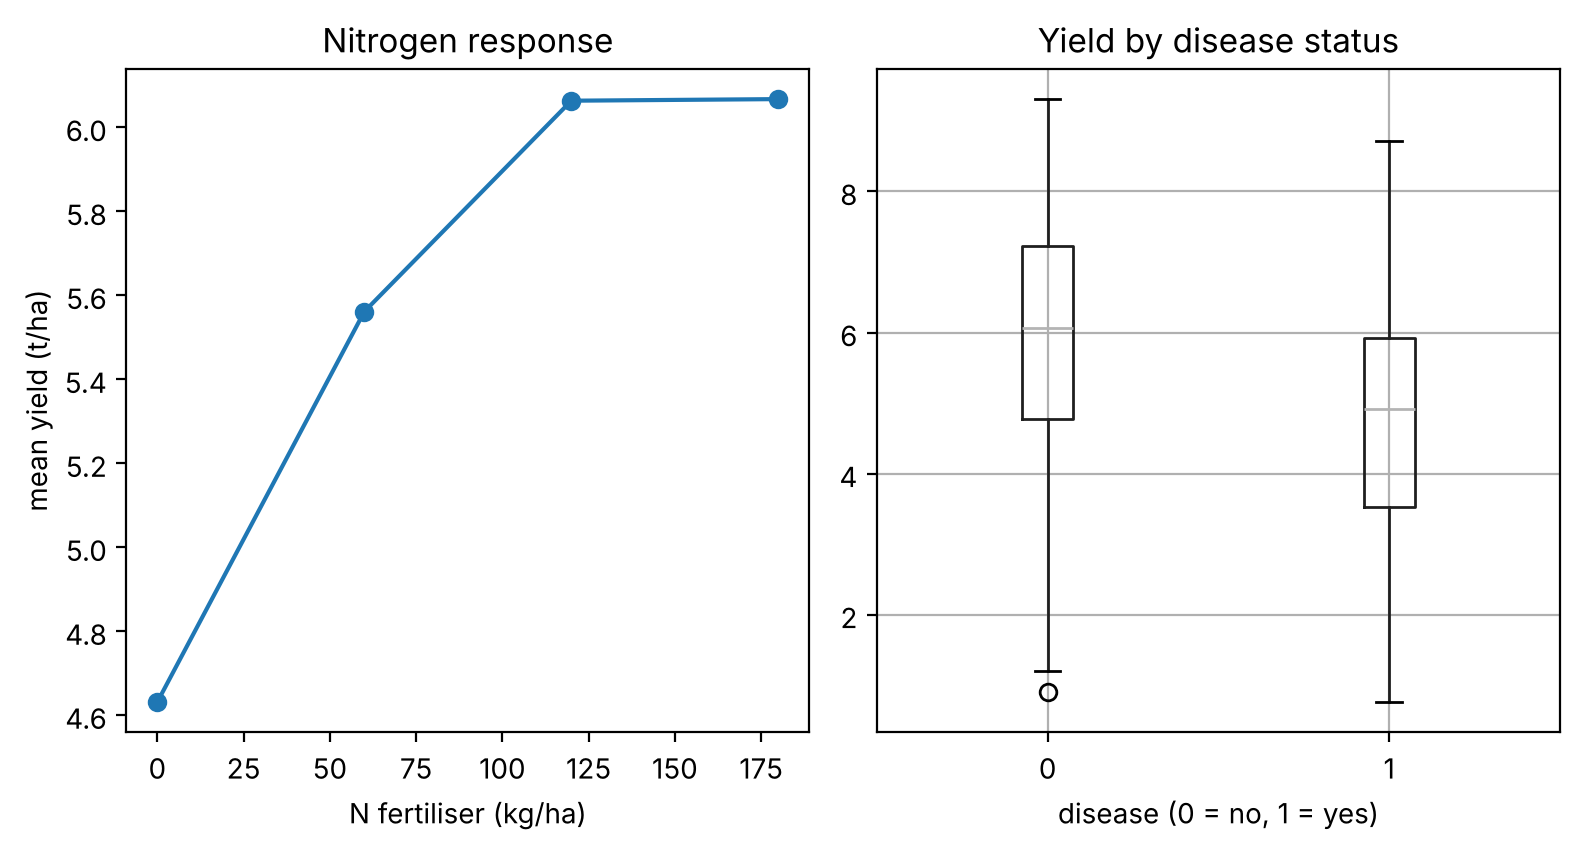 Nitrogen response
mean yield (t/ha)
6.0
5.8
5.6
5.4
5.2
5.0
4.8
4.6
0 25 50 75 100 125 150 175
N fertiliser (kg/ha)
Yield by disease status
8
6
4
2
0 1
disease (0 = no, 1 = yes)